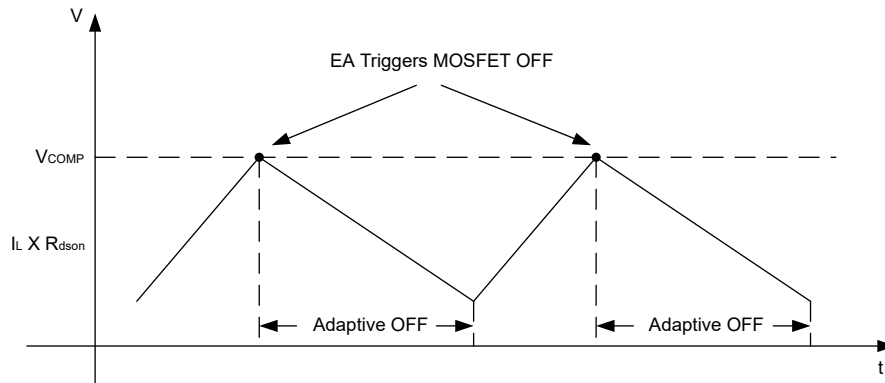 V
EA Triggers MOSFET OFF
VCOMP
IL X Rdson
Adaptive OFF
Adaptive OFF
t